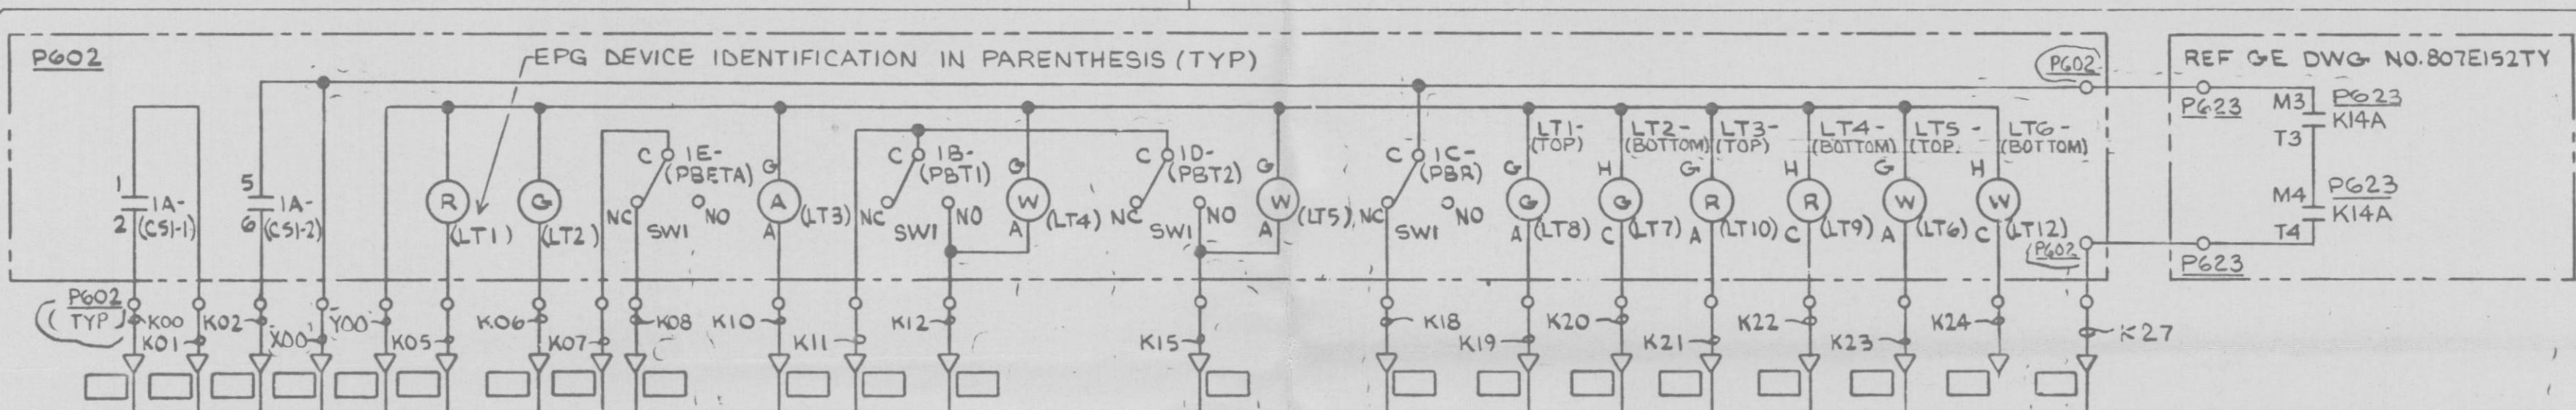 P602
EPG DEVICE IDENTIFICATION IN PARENTHESIS (TYP)
P602
REF GE DWG NO. 807E152TY
P623
M3
P623
K14A
T3
M4
P623
K14A
T4
P623
1
2
1A-
(CS1-1)
5
6
1A-
(CS1-2)
R
(LT1)
G
(LT2)
C
1E-
(PBETA)
NC
NO
SW1
G
A
(LT3)
A
C
1B-
(PBT1)
NC
NO
SW1
G
W
(LT4)
A
C
1D-
(PBT2)
NC
NO
SW1
G
W
(LT5)
A
C
1C-
(PBR)
NC
NO
SW1
LT1-
(TOP)
G
G
A
(LT8)
LT2-
(BOTTOM)
H
G
C
(LT7)
LT3-
(TOP)
G
R
A
(LT10)
LT4-
(BOTTOM)
H
R
C
(LT9)
LT5-
(TOP
G
W
A
(LT6)
LT6-
(BOTTOM)
H
W
C
(LT12)
P602
P602
TYP
K00
K01
K02
X00
Y00
K05
K06
K07
K08
K10
K11
K12
K15
K18
K19
K20
K21
K22
K23
K24
K27